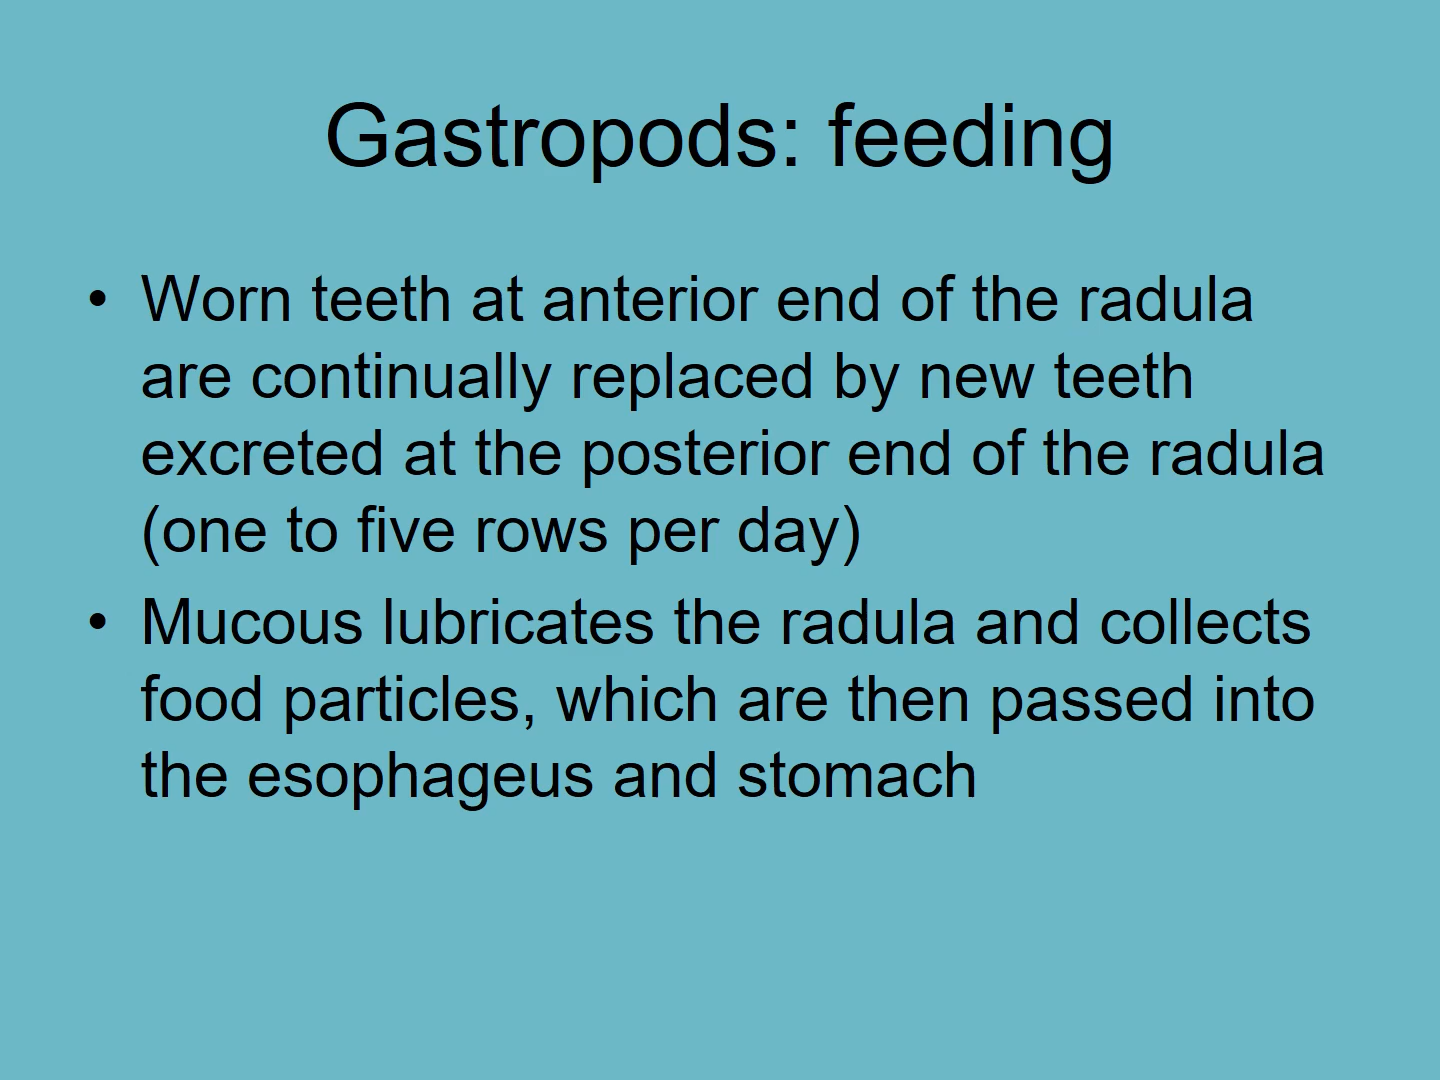 Gastropods: feeding
• Worn teeth at anterior end of the radula
are continually replaced by new teeth
excreted at the posterior end of the radula
(one to five rows per day)
• Mucous lubricates the radula and collects
food particles, which are then passed into
the esophageus and stomach